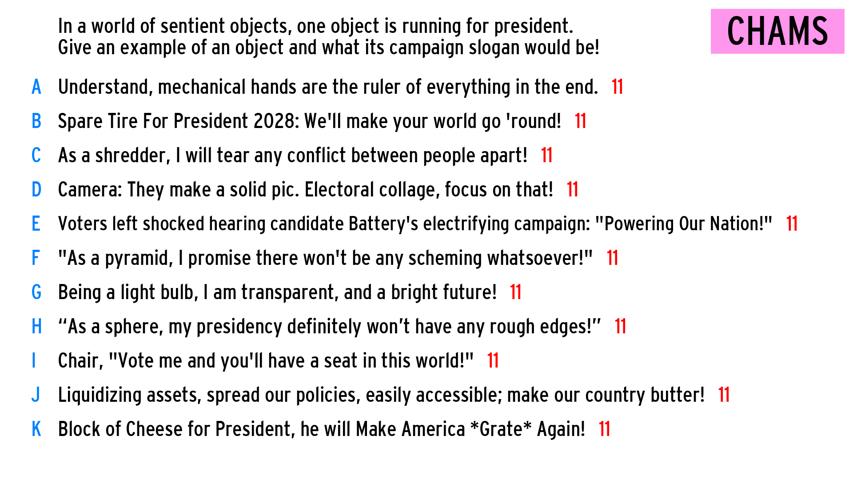 In a world of sentient objects, one object is running for president.
Give an example of an object and what its campaign slogan would be!
CHAMS
A Understand, mechanical hands are the ruler of everything in the end. 11
B Spare Tire For President 2028: We'll make your world go 'round! 11
C As a shredder, I will tear any conflict between people apart! 11
D Camera: They make a solid pic. Electoral collage, focus on that! 11
E Voters left shocked hearing candidate Battery's electrifying campaign: "Powering Our Nation!" 11
F "As a pyramid, I promise there won't be any scheming whatsoever!" 11
G Being a light bulb, I am transparent, and a bright future! 11
H “As a sphere, my presidency definitely won’t have any rough edges!” 11
I Chair, "Vote me and you'll have a seat in this world!" 11
J Liquidizing assets, spread our policies, easily accessible; make our country butter! 11
K Block of Cheese for President, he will Make America *Grate* Again! 11